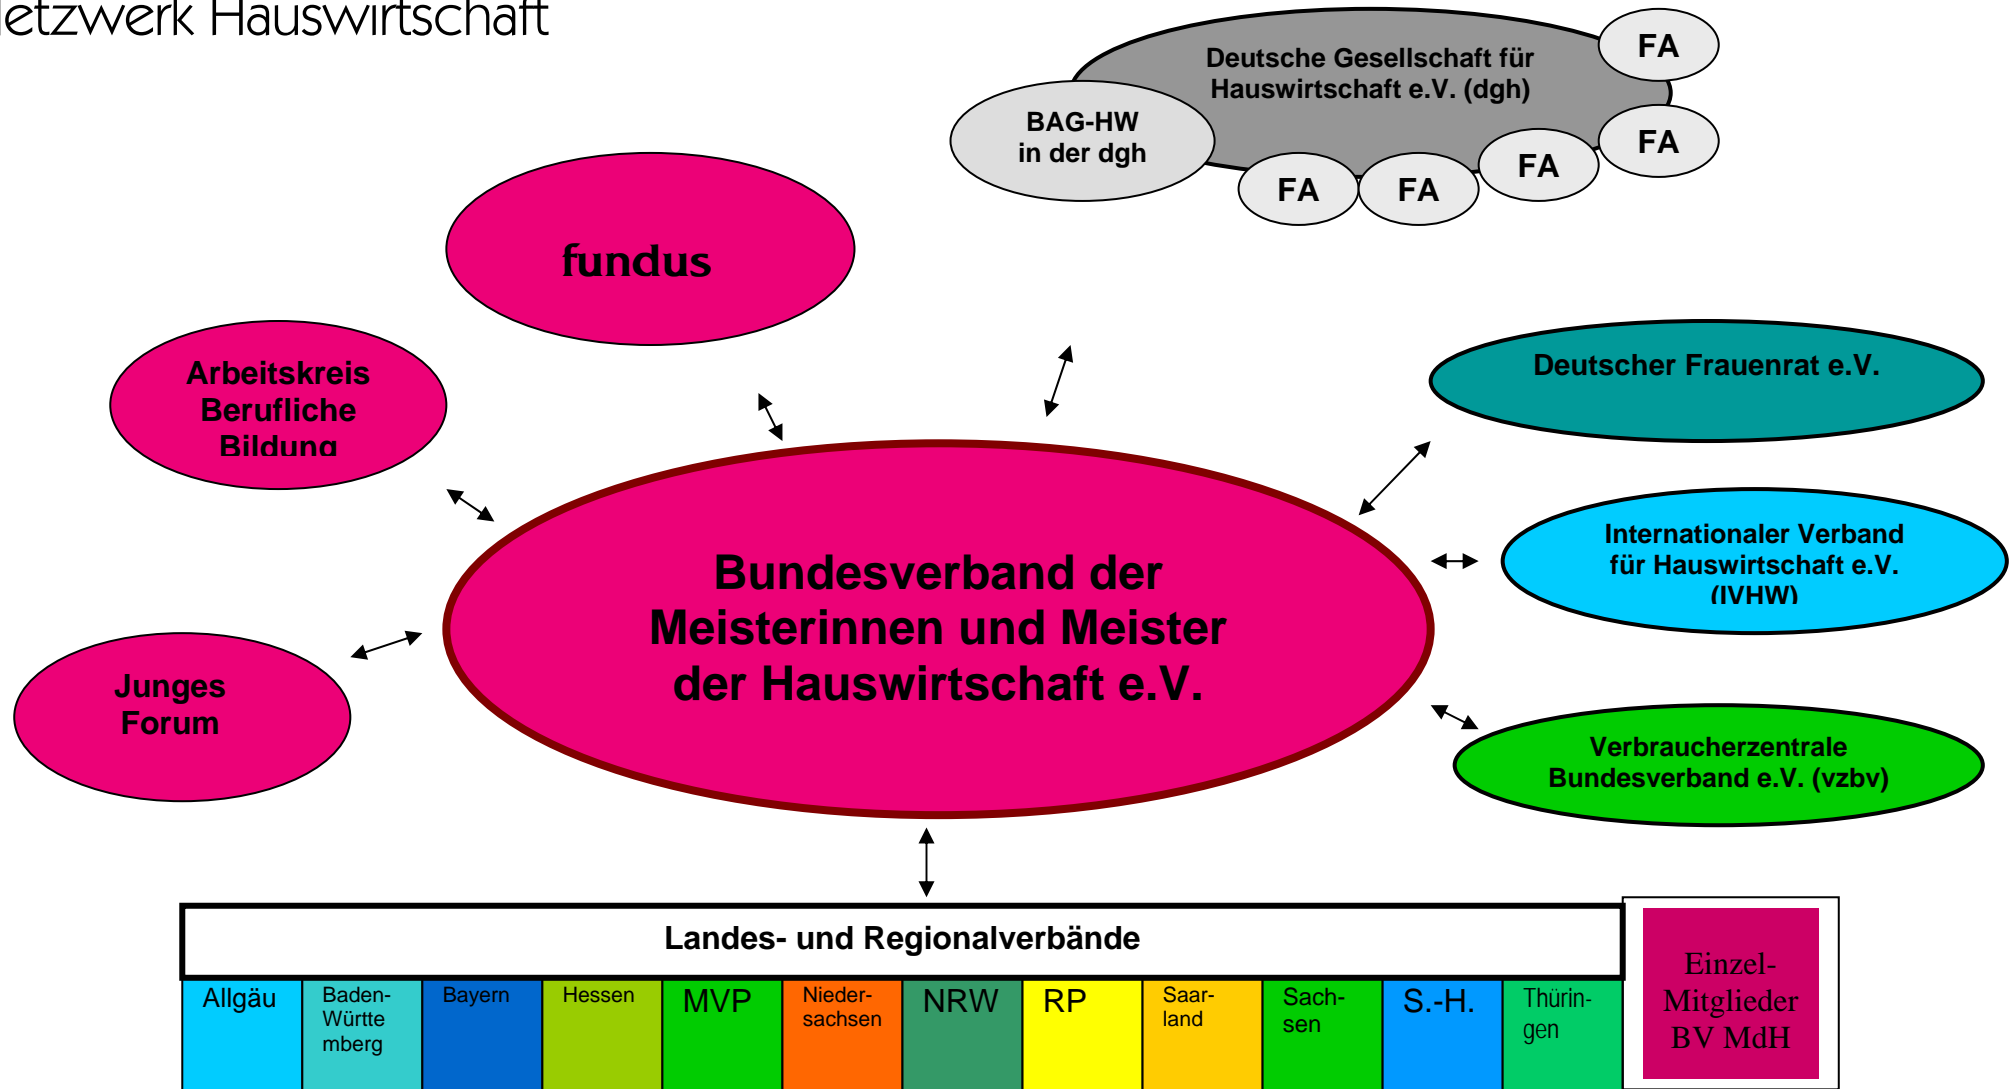 etzwerk Hauswirtschaft
Deutsche Gesellschaft für
Hauswirtschaft e.V. (dgh)
FA
FA
FA
FA
FA
BAG-HW
in der dgh
fundus
Arbeitskreis
Berufliche
Bildung
Junges
Forum
Deutscher Frauenrat e.V.
Internationaler Verband
für Hauswirtschaft e.V.
(IVHW)
Verbraucherzentrale
Bundesverband e.V. (vzbv)
Bundesverband der
Meisterinnen und Meister
der Hauswirtschaft e.V.
Landes- und Regionalverbände
Allgäu
Baden-
Württe
mberg
Bayern
Hessen
MVP
Nieder-
sachsen
NRW
RP
Saar-
land
Sach-
sen
S.-H.
Thürin-
gen
Einzel-
Mitglieder
BV MdH